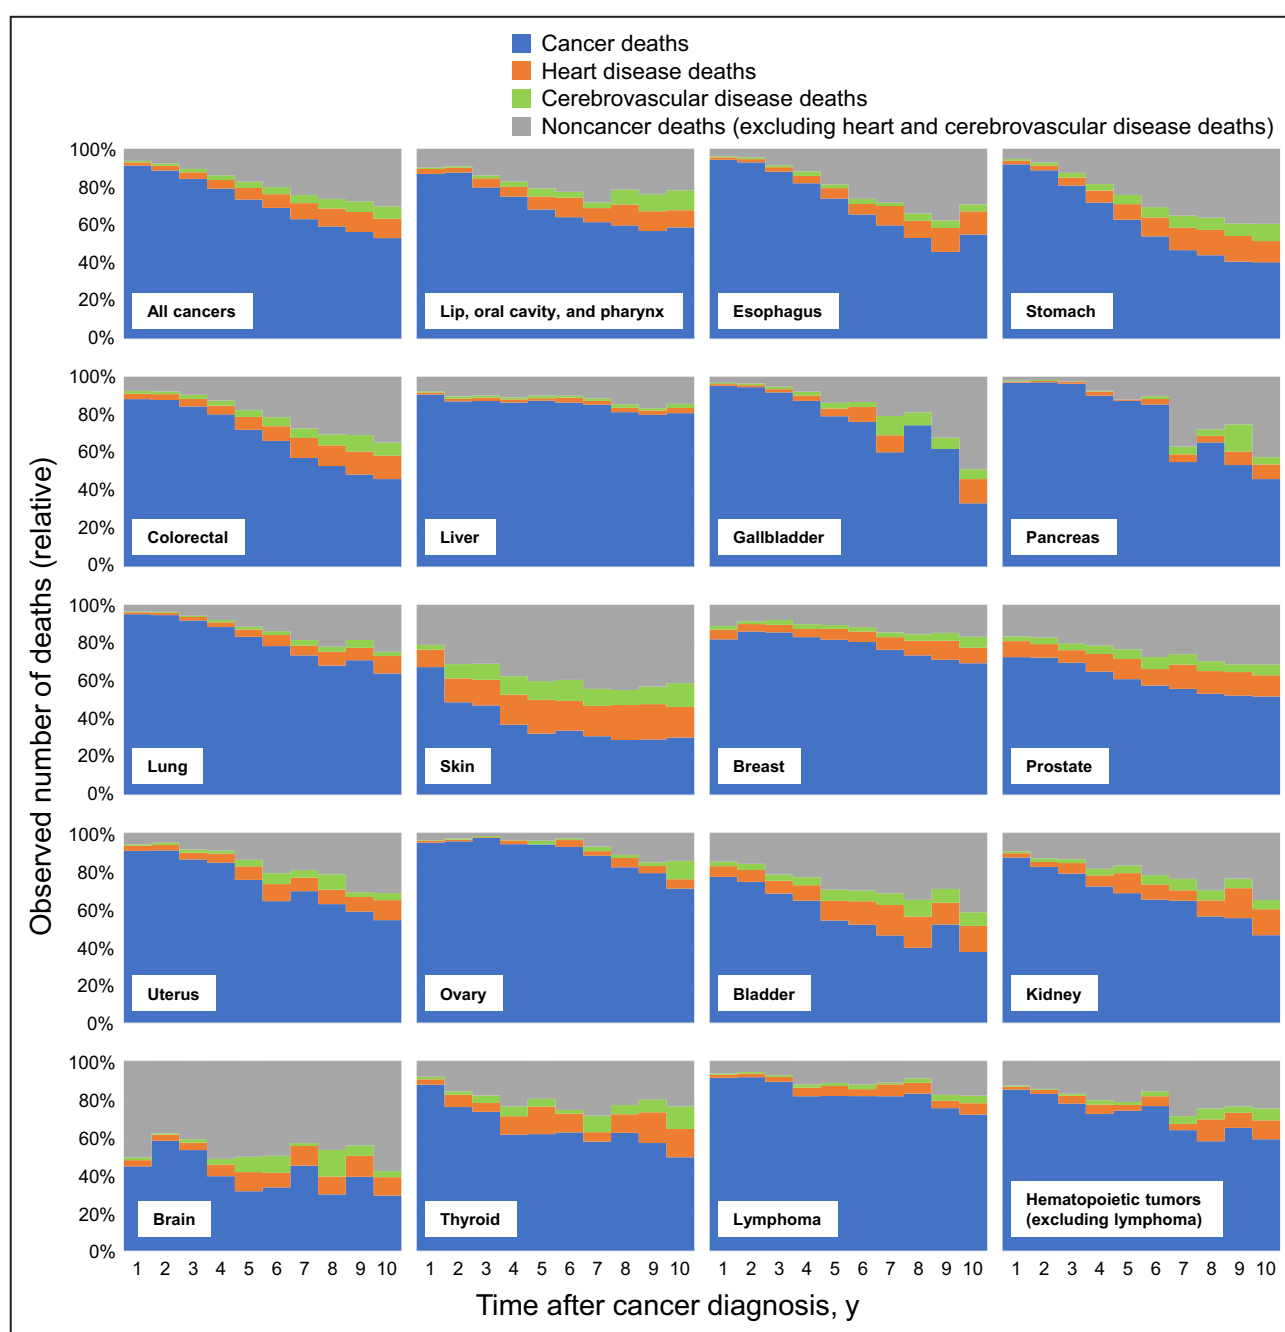 Cancer deaths
Heart disease deaths
Cerebrovascular disease deaths
Noncancer deaths (excluding heart and cerebrovascular disease deaths)
Observed number of deaths (relative)
100%
80%
60%
40%
20%
0%
All cancers
Lip, oral cavity, and pharynx
Esophagus
Stomach
100%
80%
60%
40%
20%
0%
Colorectal
Liver
Gallbladder
Pancreas
100%
80%
60%
40%
20%
0%
Lung
Skin
Breast
Prostate
100%
80%
60%
40%
20%
0%
Uterus
Ovary
Bladder
Kidney
100%
80%
60%
40%
20%
0%
Brain
Thyroid
Lymphoma
Hematopoietic tumors
(excluding lymphoma)
1 2 3 4 5 6 7 8 9 10
1 2 3 4 5 6 7 8 9 10
1 2 3 4 5 6 7 8 9 10
1 2 3 4 5 6 7 8 9 10
Time after cancer diagnosis, y